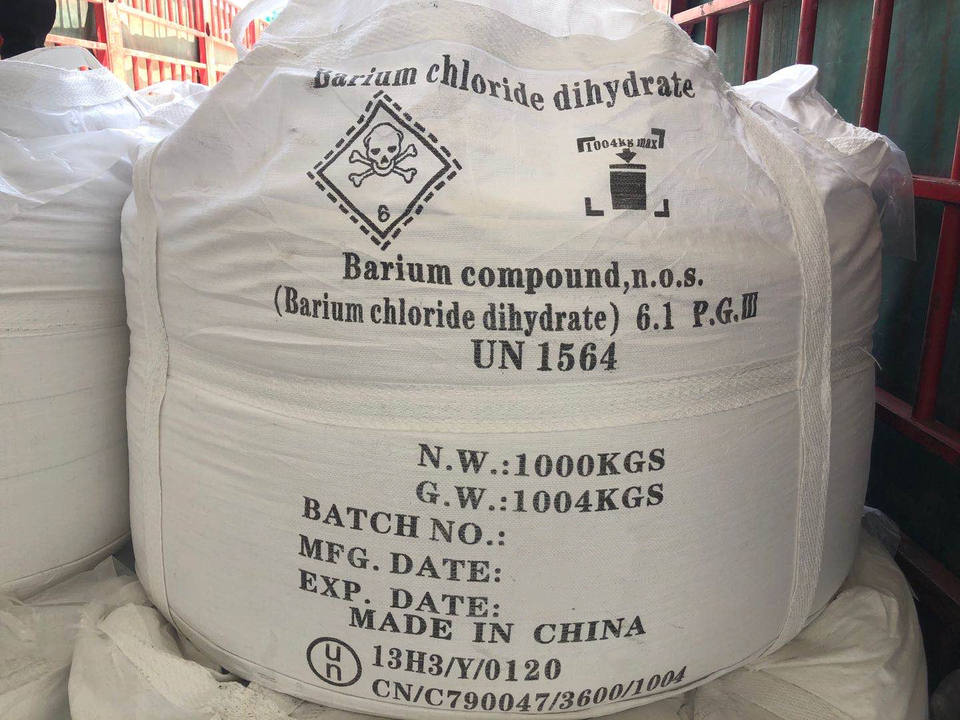 Barium chloride dihydrate
1004kg max
6
Barium compound,n.o.s.
(Barium chloride dihydrate) 6.1 P.G.III
UN 1564
N.W.:1000KGS
G.W.:1004KGS
BATCH NO.:
MFG. DATE:
EXP. DATE:
MADE IN CHINA
un 13H3/Y/0120
CN/C790047/3600/1004